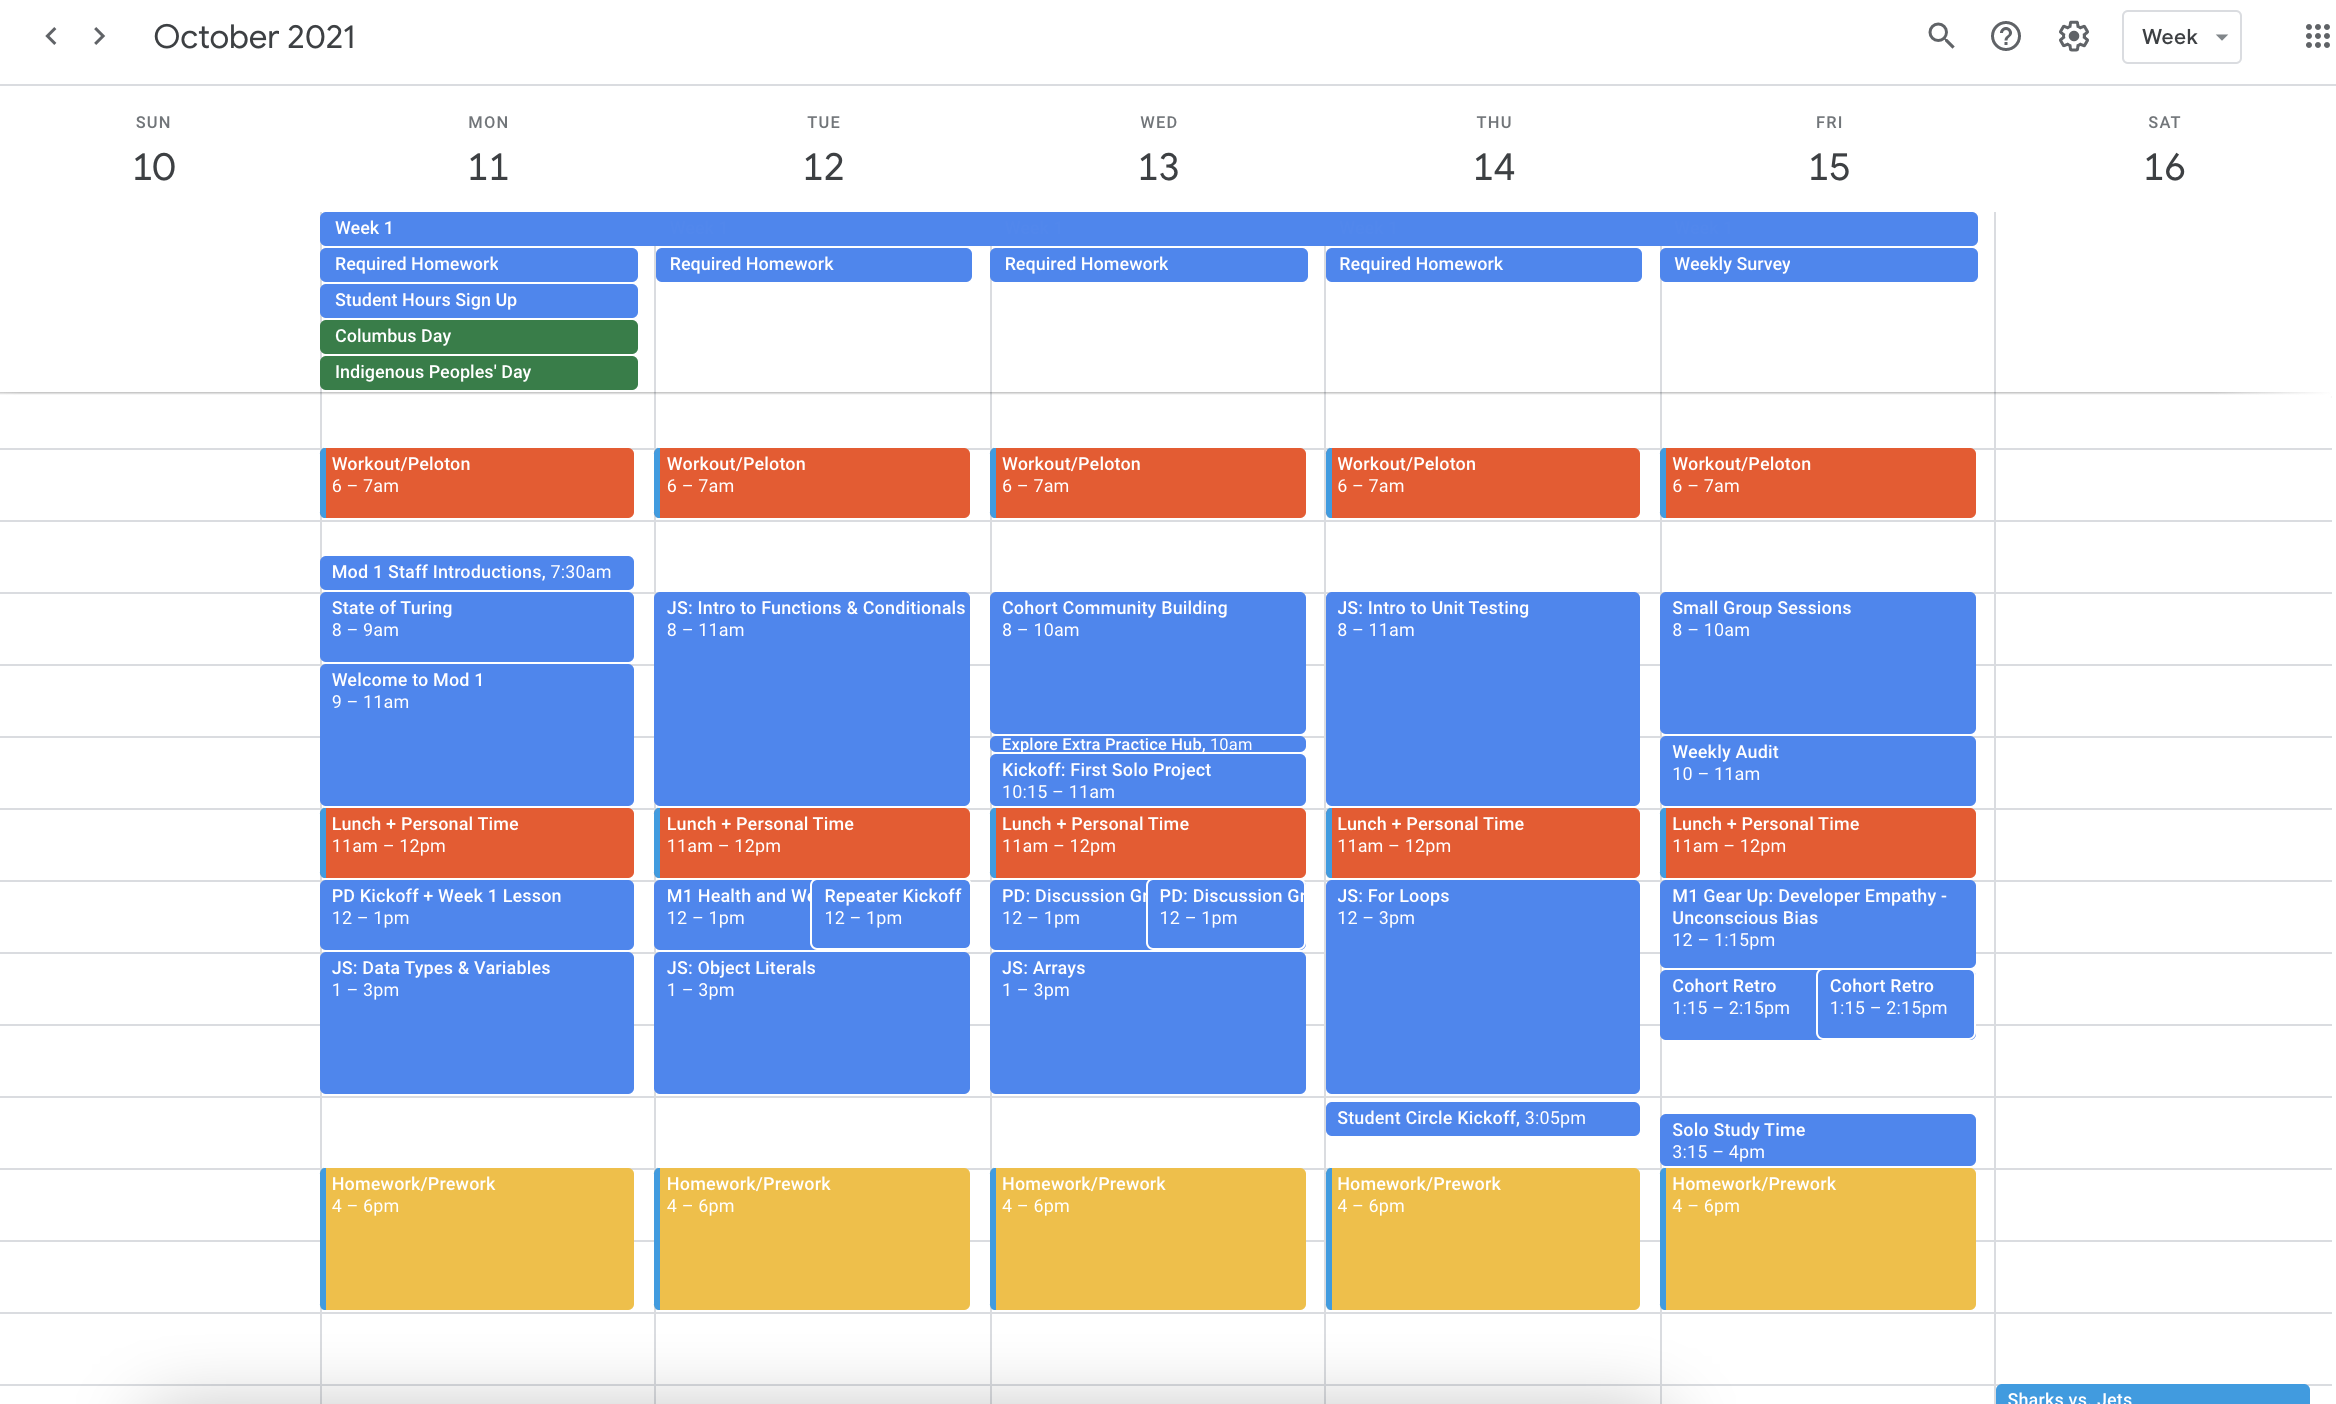 October 2021
Week
SUN
10
MON
11
TUE
12
WED
13
THU
14
FRI
15
SAT
16
Week 1
Required Homework
Required Homework
Required Homework
Required Homework
Weekly Survey
Student Hours Sign Up
Columbus Day
Indigenous Peoples' Day
Workout/Peloton
6 – 7am
Mod 1 Staff Introductions, 7:30am
State of Turing
8 – 9am
Welcome to Mod 1
9 – 11am
Lunch + Personal Time
11am – 12pm
PD Kickoff + Week 1 Lesson
12 – 1pm
JS: Data Types & Variables
1 – 3pm
Homework/Prework
4 – 6pm
Workout/Peloton
6 – 7am
JS: Intro to Functions & Conditionals
8 – 11am
Lunch + Personal Time
11am – 12pm
M1 Health and
12 – 1pm
Repeater Kickoff
12 – 1pm
JS: Object Literals
1 – 3pm
Homework/Prework
4 – 6pm
Workout/Peloton
6 – 7am
Cohort Community Building
8 – 10am
Explore Extra Practice Hub, 10am
Kickoff: First Solo Project
10:15 – 11am
Lunch + Personal Time
11am – 12pm
PD: Discussion
12 – 1pm
PD: Discussion
12 – 1pm
JS: Arrays
1 – 3pm
Homework/Prework
4 – 6pm
Workout/Peloton
6 – 7am
JS: Intro to Unit Testing
8 – 11am
Lunch + Personal Time
11am – 12pm
JS: For Loops
12 – 3pm
Student Circle Kickoff, 3:05pm
Homework/Prework
4 – 6pm
Workout/Peloton
6 – 7am
Small Group Sessions
8 – 10am
Weekly Audit
10 – 11am
Lunch + Personal Time
11am – 12pm
M1 Gear Up: Developer Empathy -
Unconscious Bias
12 – 1:15pm
Cohort Retro
1:15 – 2:15pm
Cohort Retro
1:15 – 2:15pm
Solo Study Time
3:15 – 4pm
Homework/Prework
4 – 6pm
Sharks vs. Jets